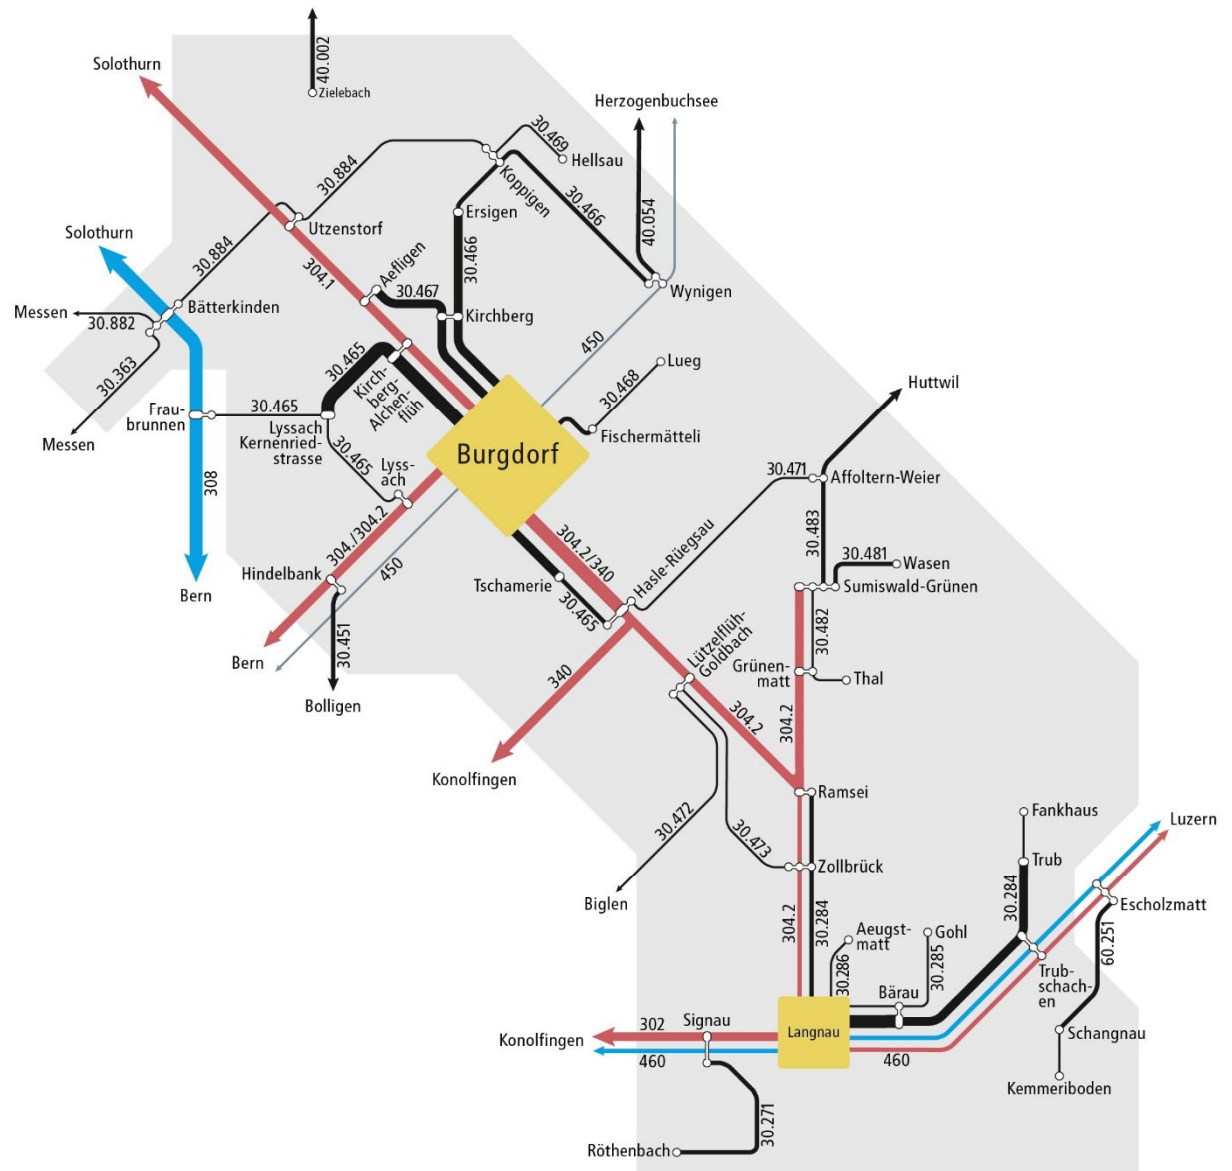 40.002
Solothurn
Zielebach
Herzogenbuchsee
30.469
Hellsau
30.884
Koppigen
30.466
40.054
Ersigen
Utzenstorf
Solothurn
30.884
304.1
Aefligen
30.466
30.467
Wynigen
Bätterkinden
Messen
30.882
Kirchberg
450
30.363
30.465
Kirch-
berg-
Alchen-
flüh
Lueg
30.468
Huttwil
Frau-
brunnen
30.465
Lyssach
Kernenried-
strasse
Messen
Fischermätteli
Burgdorf
30.465
Lyss-
ach
308
30.471
Affoltern-Weier
304./304.2
450
304.2/340
Hasle-Rüegsau
30.483
30.481
Wasen
Hindelbank
Tschamerie
Sumiswald-Grünen
Bern
30.465
30.482
30.451
Lützelflüh-
Goldbach
Grünen-
matt
Thal
Bern
340
Bolligen
304.2
304.2
Konolfingen
Ramsei
Fankhaus
Luzern
30.472
30.473
Zollbrück
Trub
Biglen
30.284
Escholzmatt
304.2
30.284
Aeugst-
matt
Gohl
60.251
30.286
30.285
Trub-
schach-
en
Bärau
Signau
302
Langnau
Schangnau
Konolfingen
460
460
Kemmeriboden
30.271
Röthenbach